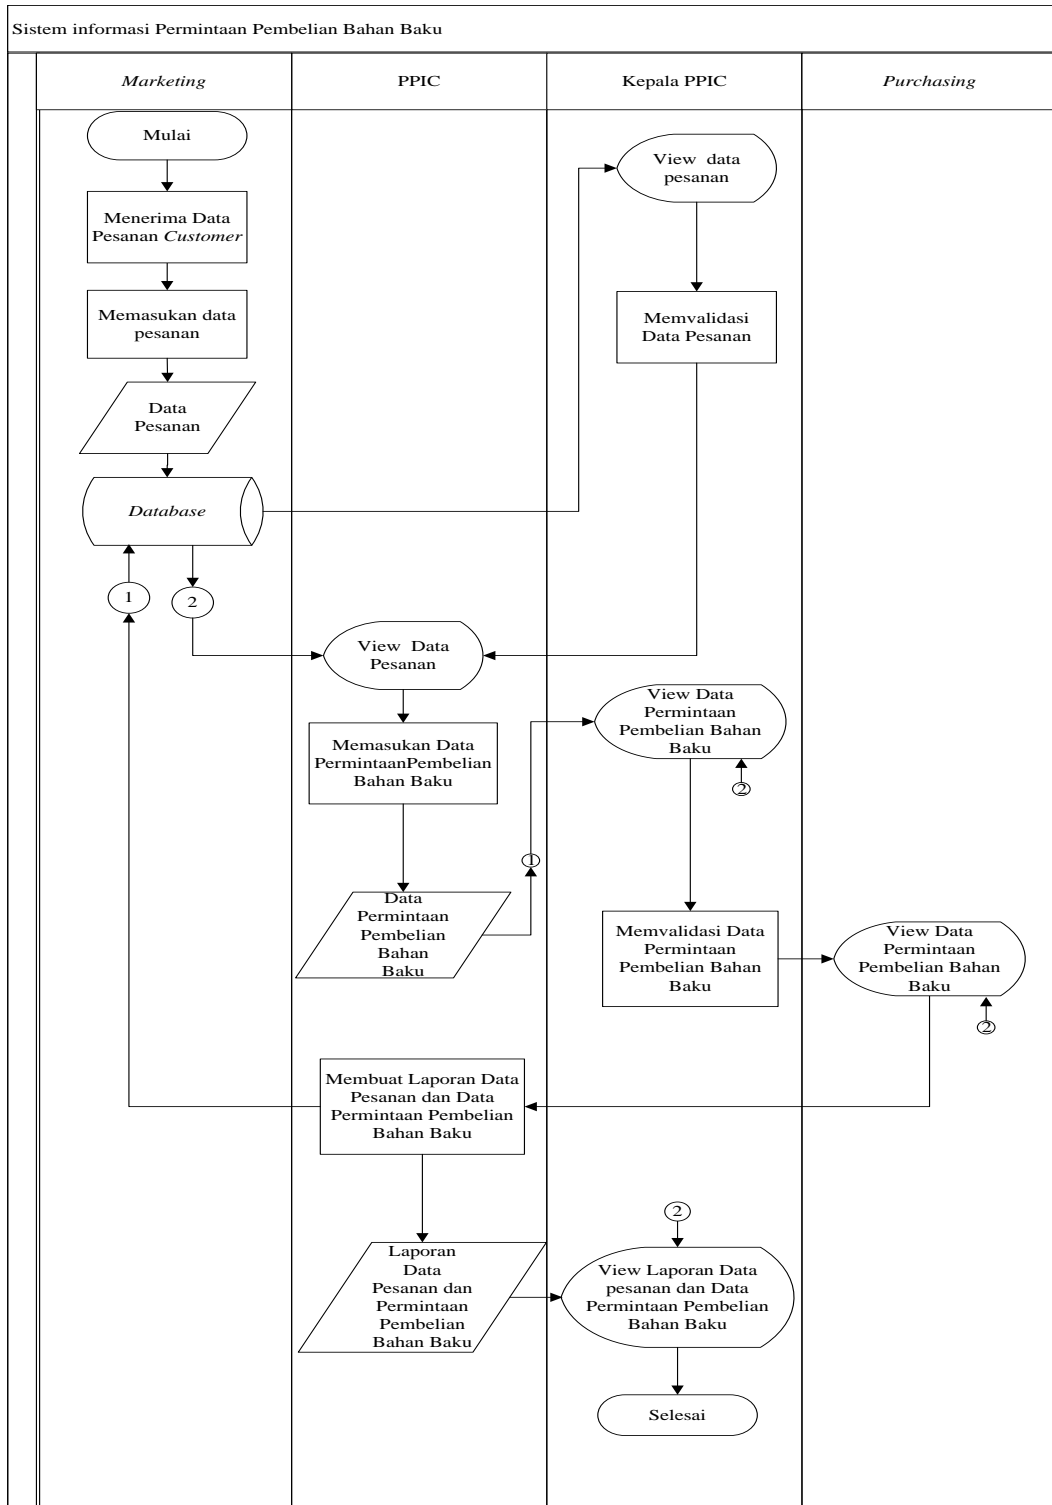 Sistem informasi Permintaan Pembelian Bahan Baku
Marketing
PPIC
Kepala PPIC
Purchasing
Mulai
View data
pesanan
Menerima Data
Pesanan Customer
Memasukan data
pesanan
Memvalidasi
Data Pesanan
Data
Pesanan
Database
1
2
View Data
Pesanan
View Data
Permintaan
Pembelian Bahan
Baku
2
Memasukan Data
PermintaanPembelian
Bahan Baku
1
Data
Permintaan
Pembelian
Bahan
Baku
Memvalidasi Data
Permintaan
Pembelian Bahan
Baku
View Data
Permintaan
Pembelian Bahan
Baku
2
Membuat Laporan Data
Pesanan dan Data
Permintaan Pembelian
Bahan Baku
2
Laporan
Data
Pesanan dan
Permintaan
Pembelian
Bahan Baku
View Laporan Data
pesanan dan Data
Permintaan Pembelian
Bahan Baku
Selesai